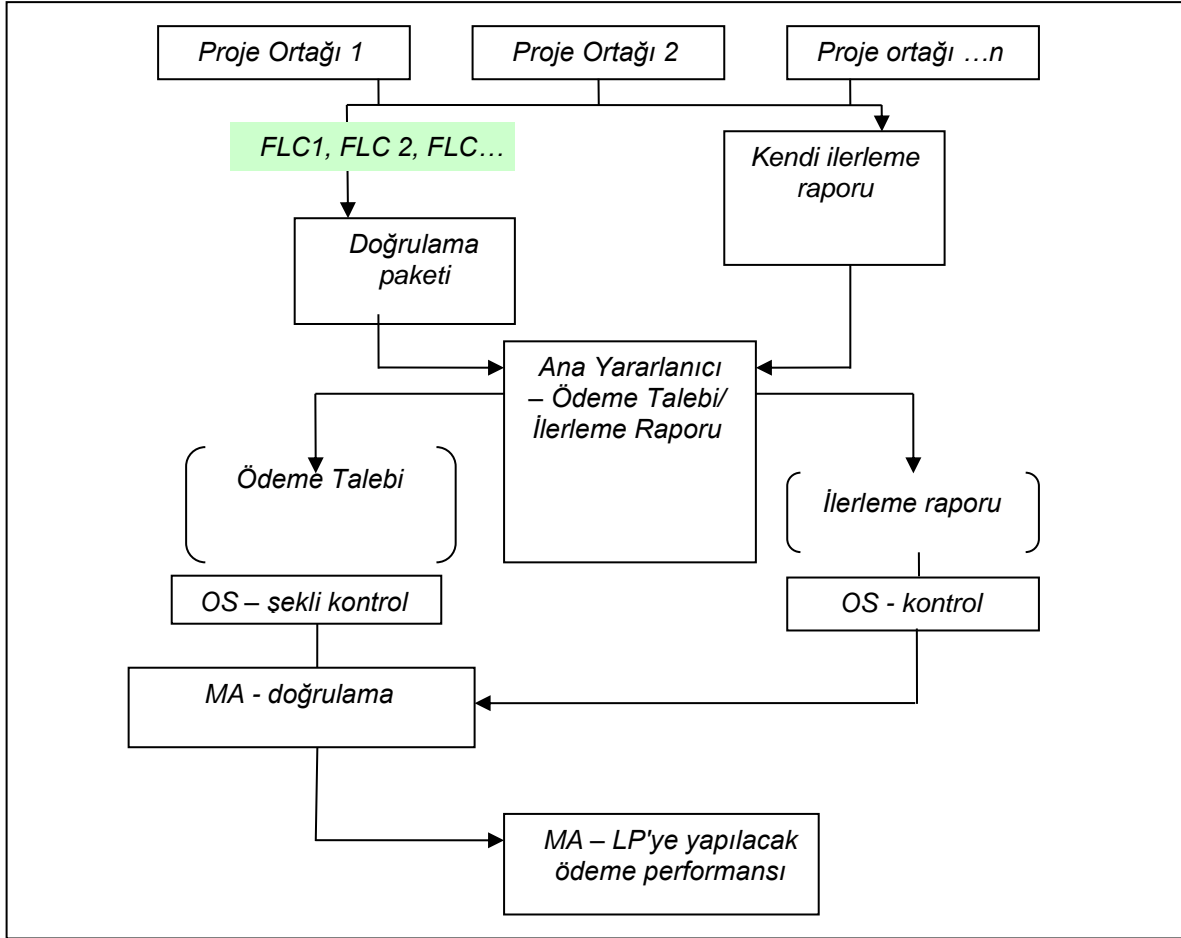 Proje Ortağı 1
Proje Ortağı 2
Proje ortağı …n
FLC1, FLC 2, FLC…
Kendi ilerleme
raporu
Doğrulama
paketi
Ana Yararlanıcı
– Ödeme Talebi/
İlerleme Raporu
Ödeme Talebi
İlerleme raporu
OS – şekli kontrol
OS - kontrol
MA - doğrulama
MA – LP'ye yapılacak
ödeme performansı